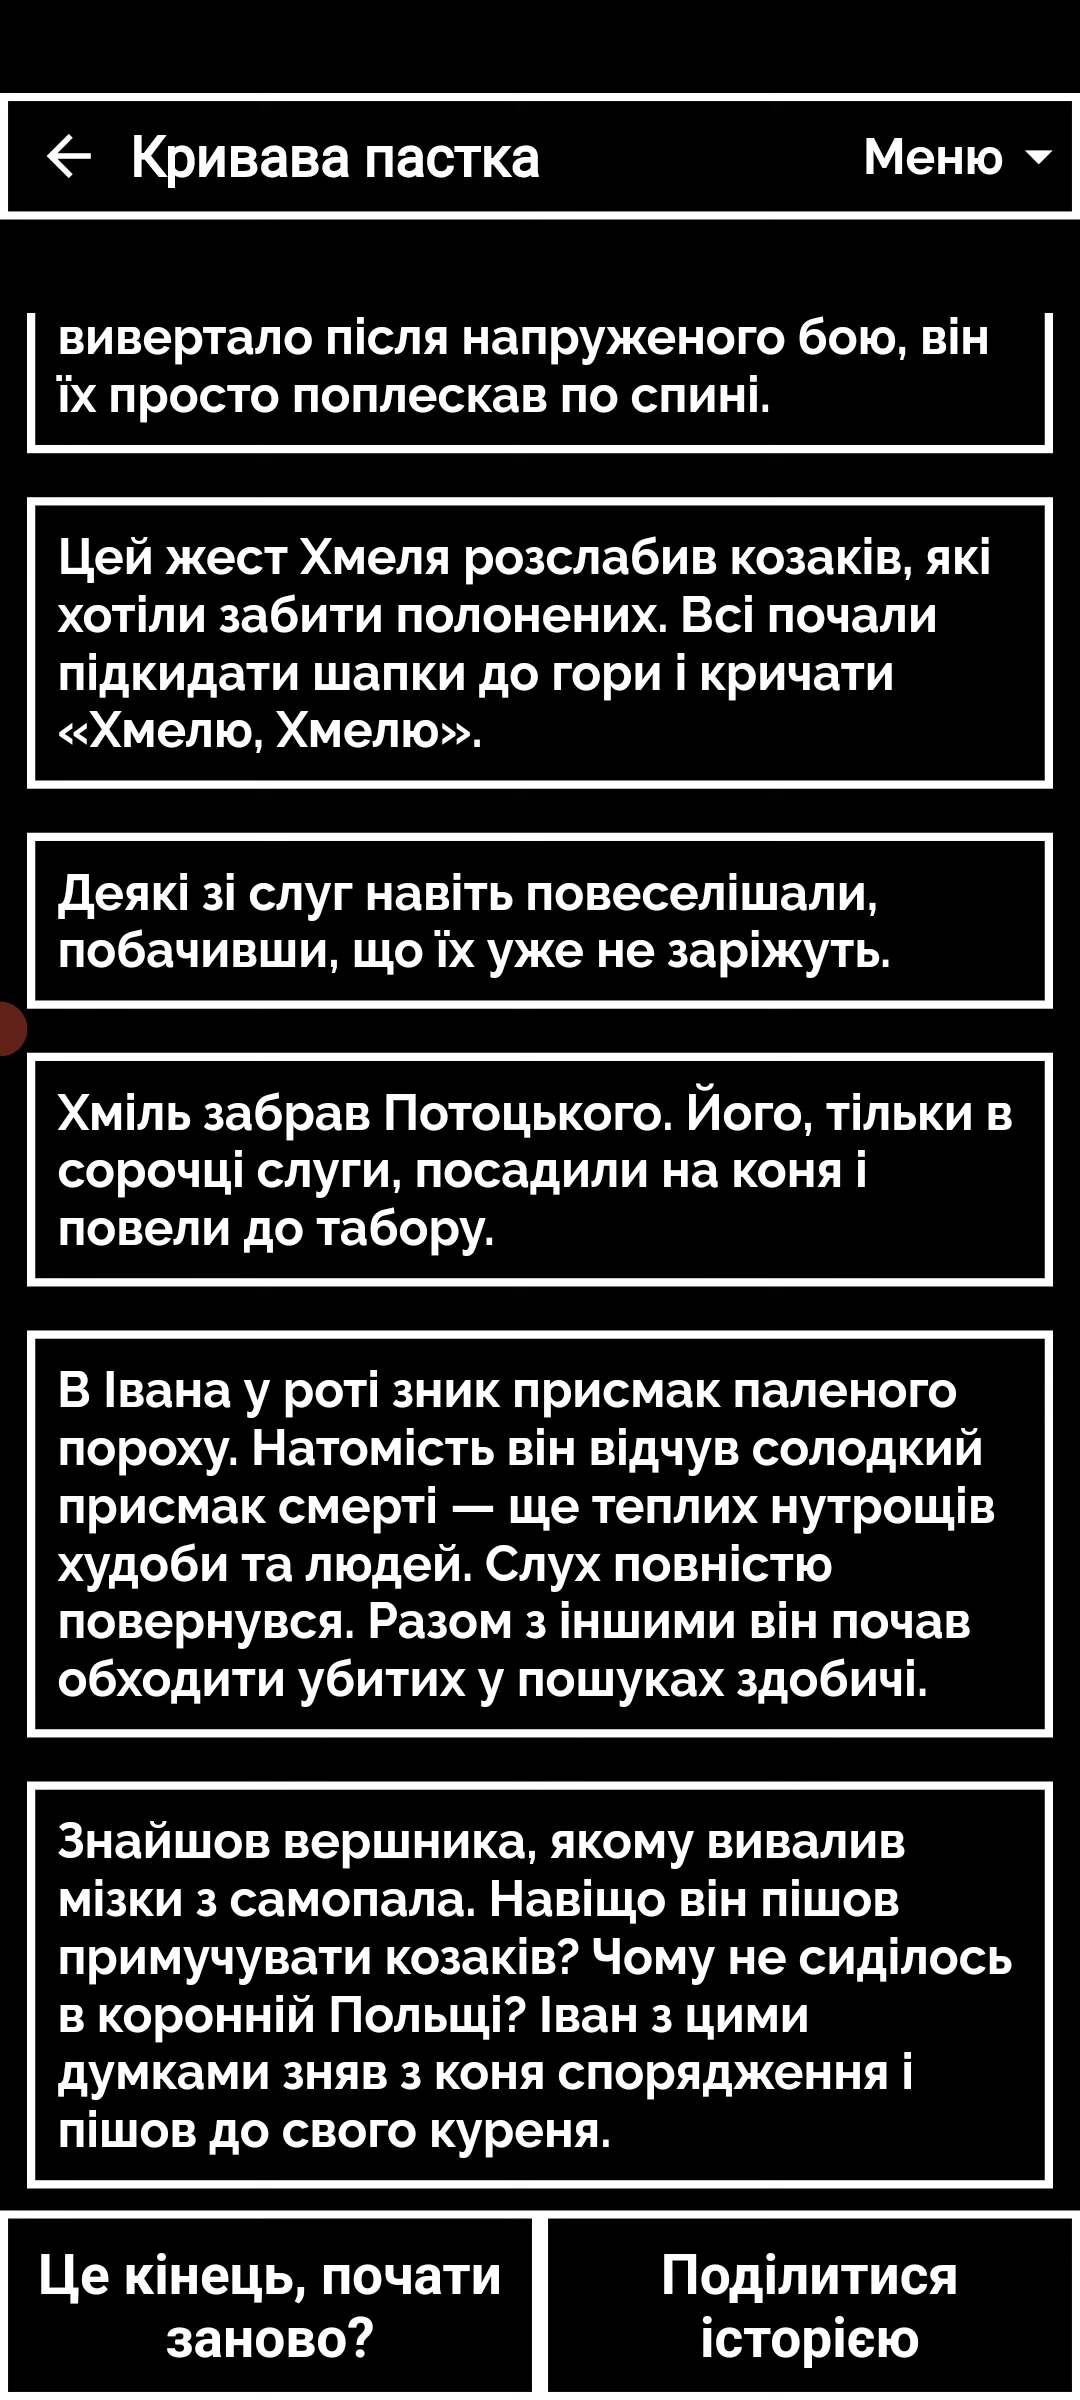 Кривава пастка
Меню
вивертало після напруженого бою, він
їх просто поплескав по спині.
Цей жест Хмеля розслабив козаків, які
хотіли забити полонених. Всі почали
підкидати шапки до гори і кричати
«Хмелю, Хмелю».
Деякі зі слуг навіть повеселішали,
побачивши, що їх уже не заріжуть.
Хміль забрав Потоцького. Його, тільки в
сорочці слуги, посадили на коня і
повели до табору.
В Івана у роті зник присмак паленого
пороху. Натомість він відчув солодкий
присмак смерті — ще теплих нутрощів
худоби та людей. Слух повністю
повернувся. Разом з іншими він почав
обходити убитих у пошуках здобичі.
Знайшов вершника, якому вивалив
мізки з самопала. Навіщо він пішов
примучувати козаків? Чому не сиділось
в коронній Польщі? Іван з цими
думками зняв з коня спорядження і
пішов до свого куреня.
Це кінець, почати
заново?
Поділитися
історією